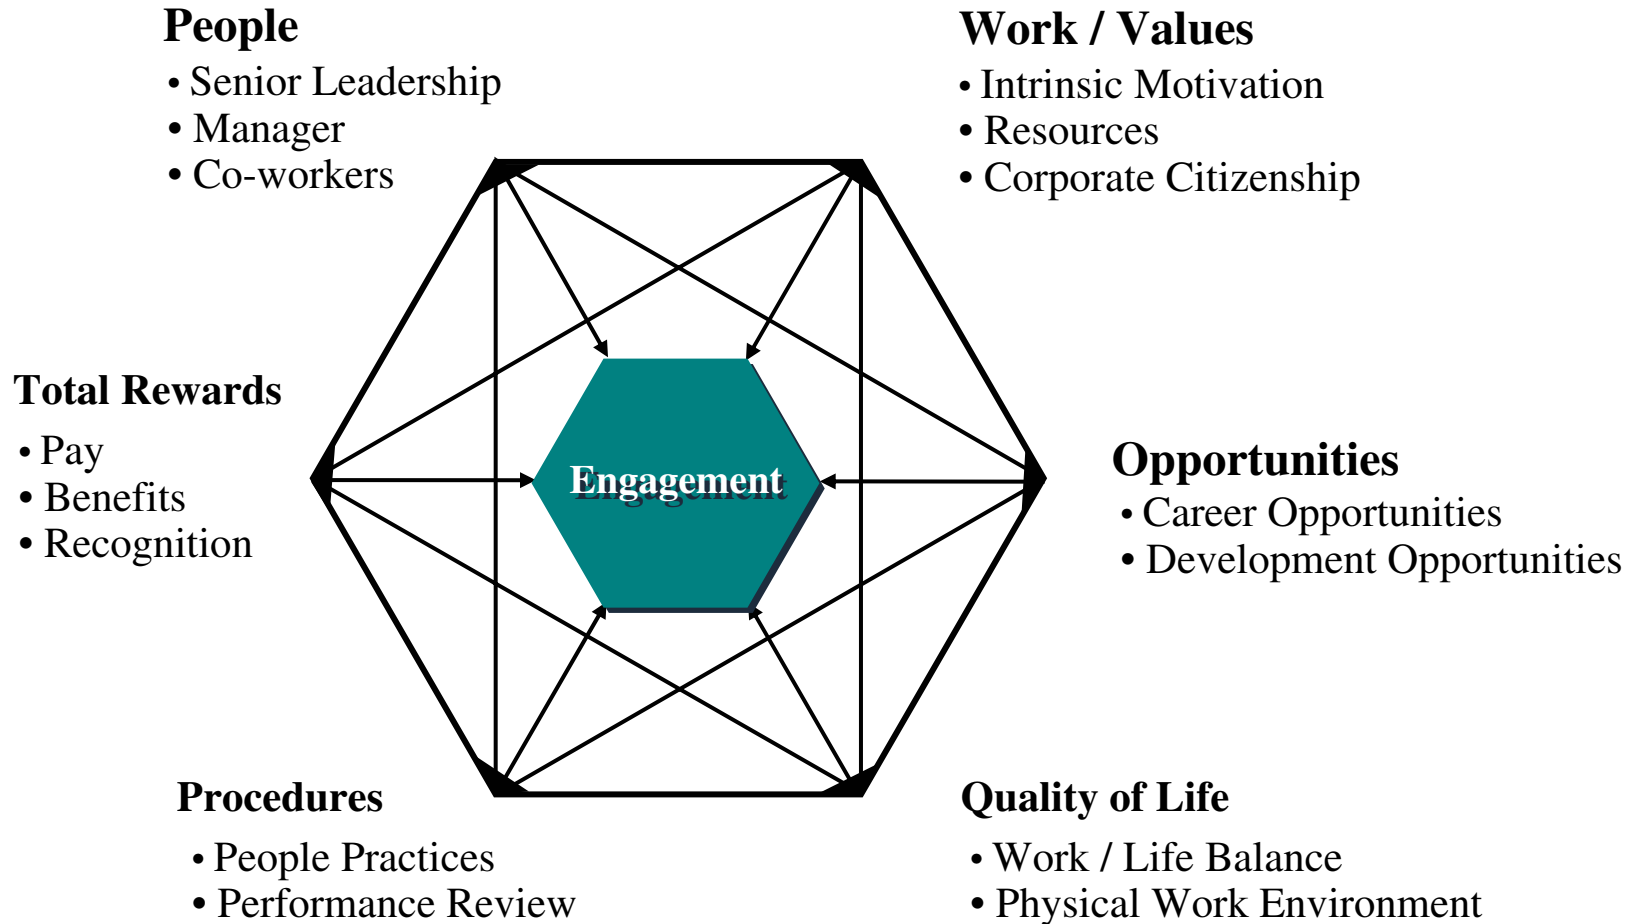 People
• Senior Leadership
• Manager
• Co-workers
Work / Values
• Intrinsic Motivation
• Resources
• Corporate Citizenship
Total Rewards
• Pay
• Benefits
• Recognition
Engagement
Opportunities
• Career Opportunities
• Development Opportunities
Procedures
• People Practices
• Performance Review
Quality of Life
• Work / Life Balance
• Physical Work Environment